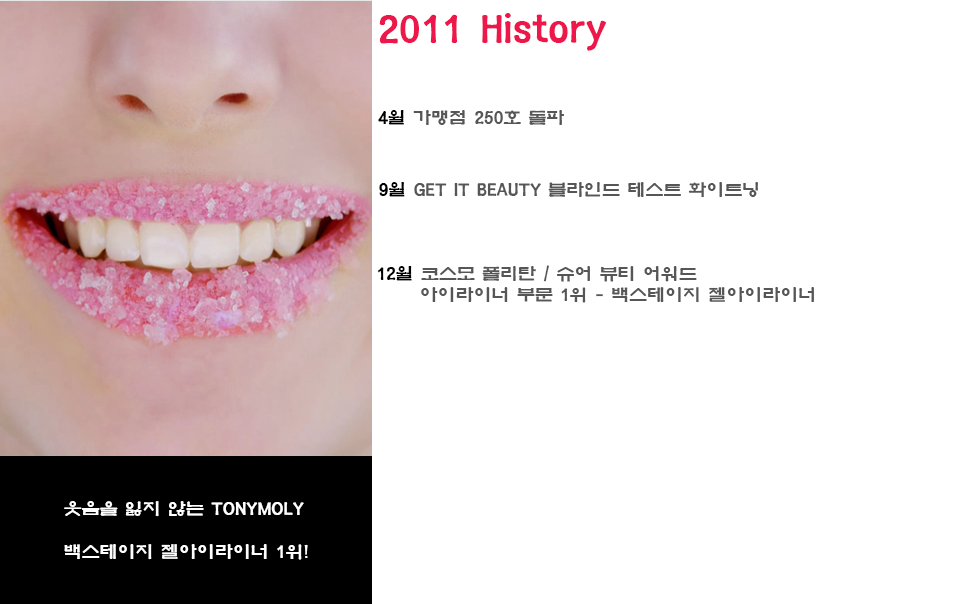 2011 History
4월 가맹점 250호 돌파
9월 GET IT BEAUTY 블라인드 테스트 화이트닝
12월 코스모 폴리탄 / 슈어 뷰티 어워드
아이라이너 부문 1위 - 백스테이지 젤아이라이너
웃음을 잃지 않는 TONYMOLY
백스테이지 젤아이라이너 1위!